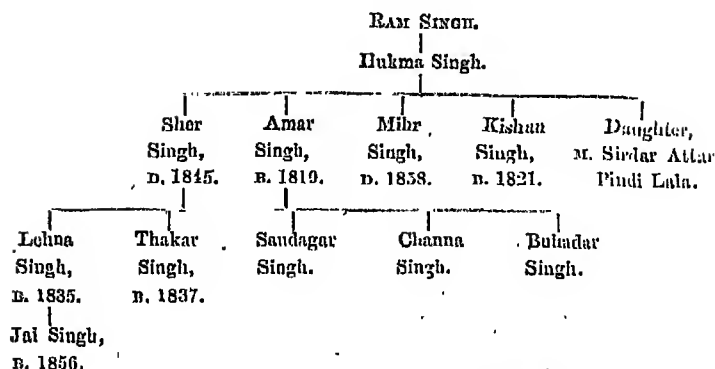 RAM SINGH.
Hukma Singh.
Sher Amar Mihr Kishan Daughter,
Singh, Singh, Singh, Singh, M. Sirdar Attar
D. 1845. B. 1819. D. 1838. B. 1821. Pindi Lala.
Lehna Thakar Saudagar Channa Buhadar
Singh, Singh, Singh. Singh. Singh.
B. 1835. B. 1837.
Jai Singh,
B. 1856.